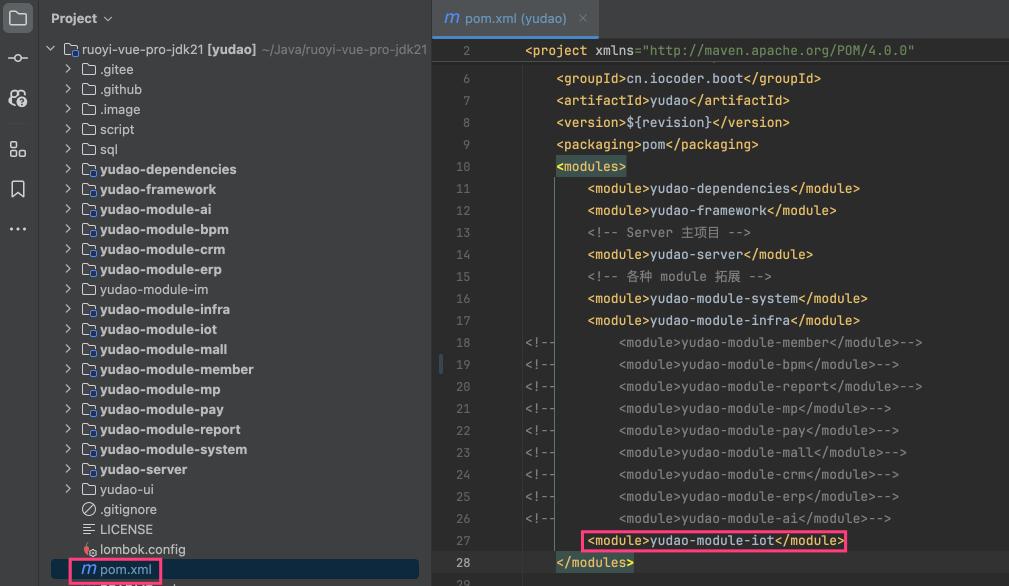 Project
ruoyi-vue-pro-jdk21 [yudao] ~/Java/ruoyi-vue-pro-jdk21
.gitee
.github
.image
script
sql
yudao-dependencies
yudao-framework
yudao-module-ai
yudao-module-bpm
yudao-module-crm
yudao-module-erp
yudao-module-im
yudao-module-infra
yudao-module-iot
yudao-module-mall
yudao-module-member
yudao-module-mp
yudao-module-pay
yudao-module-report
yudao-module-system
yudao-server
yudao-ui
.gitignore
LICENSE
lombok.config
pom.xml
pom.xml (yudao)
2 <project xmlns="http://maven.apache.org/POM/4.0.0"
6 <groupId>cn.iocoder.boot</groupId>
7 <artifactId>yudao</artifactId>
8 <version>${revision}</version>
9 <packaging>pom</packaging>
10 <modules>
11 <module>yudao-dependencies</module>
12 <module>yudao-framework</module>
13 <!-- Server 主项目 -->
14 <module>yudao-server</module>
15 <!-- 各种 module 拓展 -->
16 <module>yudao-module-system</module>
17 <module>yudao-module-infra</module>
18 <!-- <module>yudao-module-member</module>-->
19 <!-- <module>yudao-module-bpm</module>-->
20 <!-- <module>yudao-module-report</module>-->
21 <!-- <module>yudao-module-mp</module>-->
22 <!-- <module>yudao-module-pay</module>-->
23 <!-- <module>yudao-module-mall</module>-->
24 <!-- <module>yudao-module-crm</module>-->
25 <!-- <module>yudao-module-erp</module>-->
26 <!-- <module>yudao-module-ai</module>-->
27 <module>yudao-module-iot</module>
28 </modules>
29